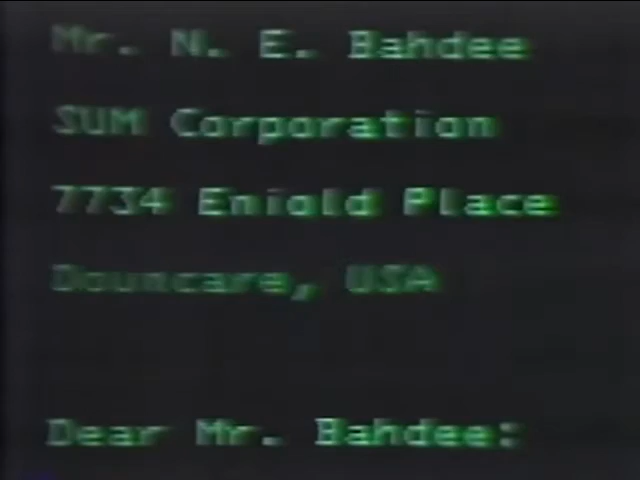 Mr. N. E. Bahdee
SUM Corporation
7734 Eniold Place
Douncare, USA
Dear Mr. Bahdee: